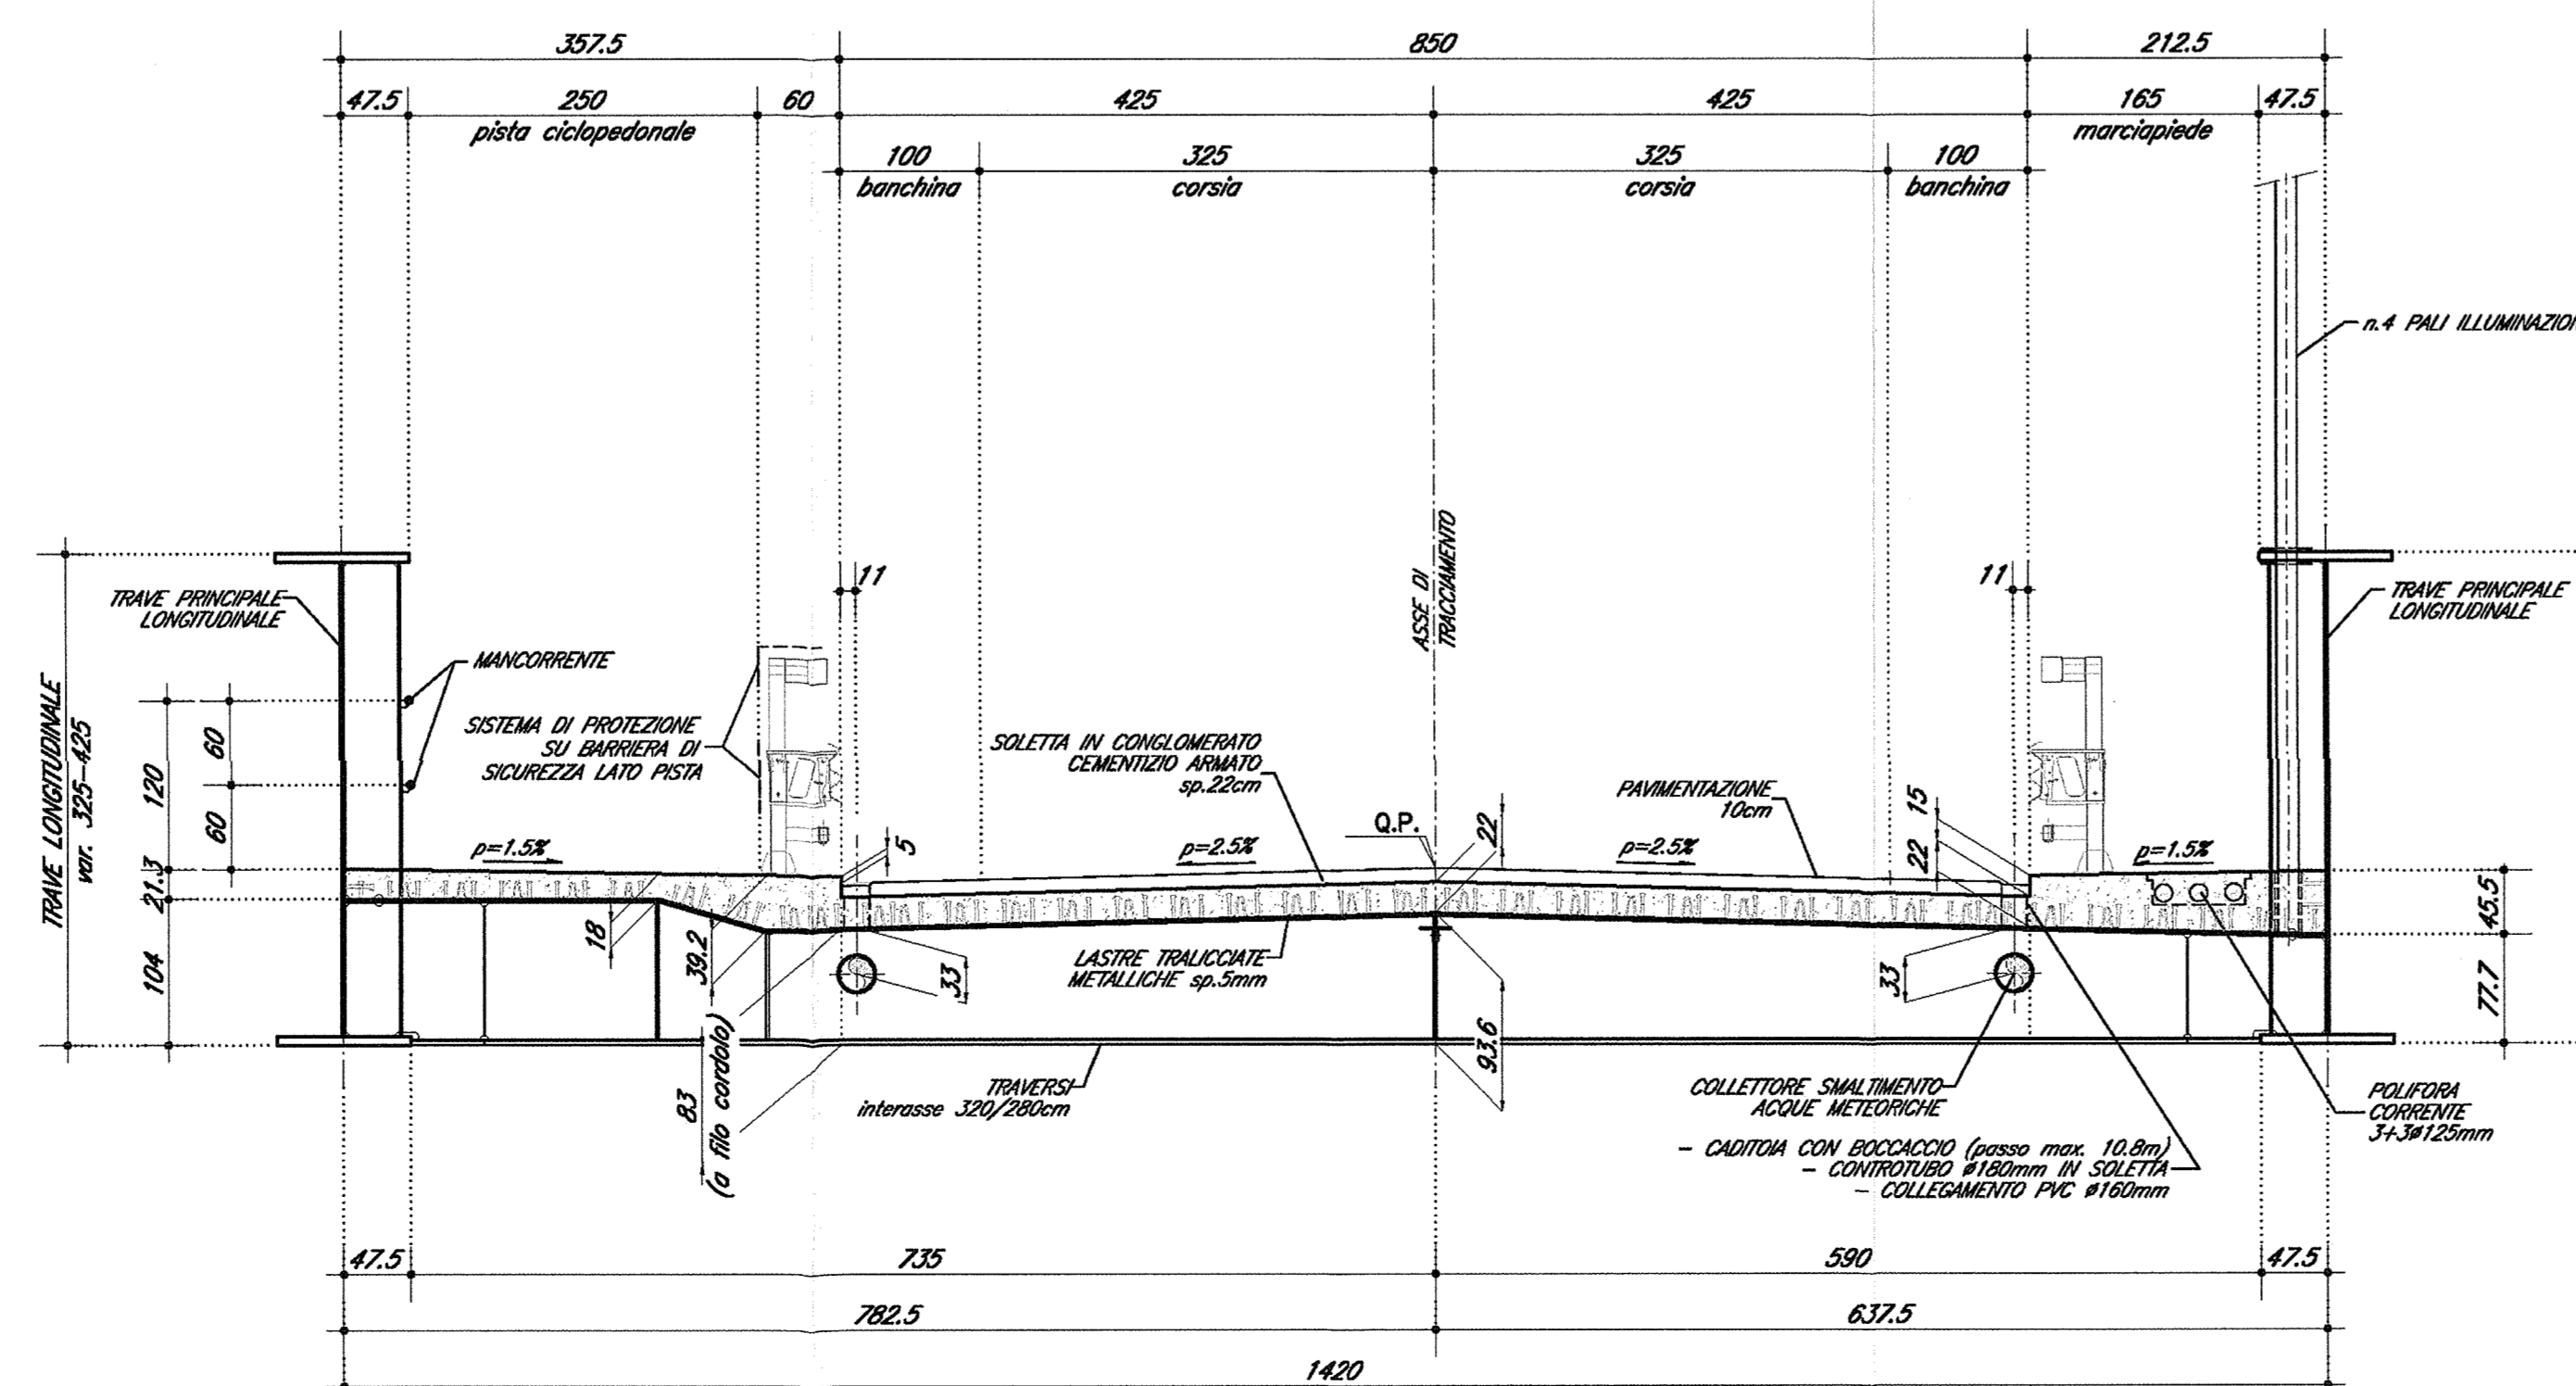 357.5 850 212.5
47.5 250 60 425 425 165 47.5
pista ciclopedonale marciapiede
100 325 325 100
banchina corsia corsia banchina
n.4 PALI ILLUMINAZION
ASSE DI
TRACCIAMENTO
11 11
TRAVE PRINCIPALE
LONGITUDINALE
TRAVE PRINCIPALE
LONGITUDINALE
MANCORRENTE
TRAVE LONGITUDINALE
var. 325-425
SISTEMA DI PROTEZIONE
SU BARRIERA DI
SICUREZZA LATO PISTA
SOLETTA IN CONGLOMERATO
CEMENTIZIO ARMATO
sp.22cm
PAVIMENTAZIONE
10cm
120
60
60
21.3
104
15
22
Q.P.
22
5
p=1.5% p=2.5% p=2.5% p=1.5%
18
39.2
33
33
45.5
77.7
LASTRE TRALICCIATE
METALLICHE sp.5mm
93.6
83
(a filo cordolo)
TRAVERSI
interasse 320/280cm
COLLETTORE SMALTIMENTO
ACQUE METEORICHE
POLIFORA
CORRENTE
3+3ø125mm
- CADITOIA CON BOCCACCIO (passo max. 10.8m)
- CONTROTUBO ø180mm IN SOLETTA
- COLLEGAMENTO PVC ø160mm
47.5 735 590 47.5
782.5 637.5
1420